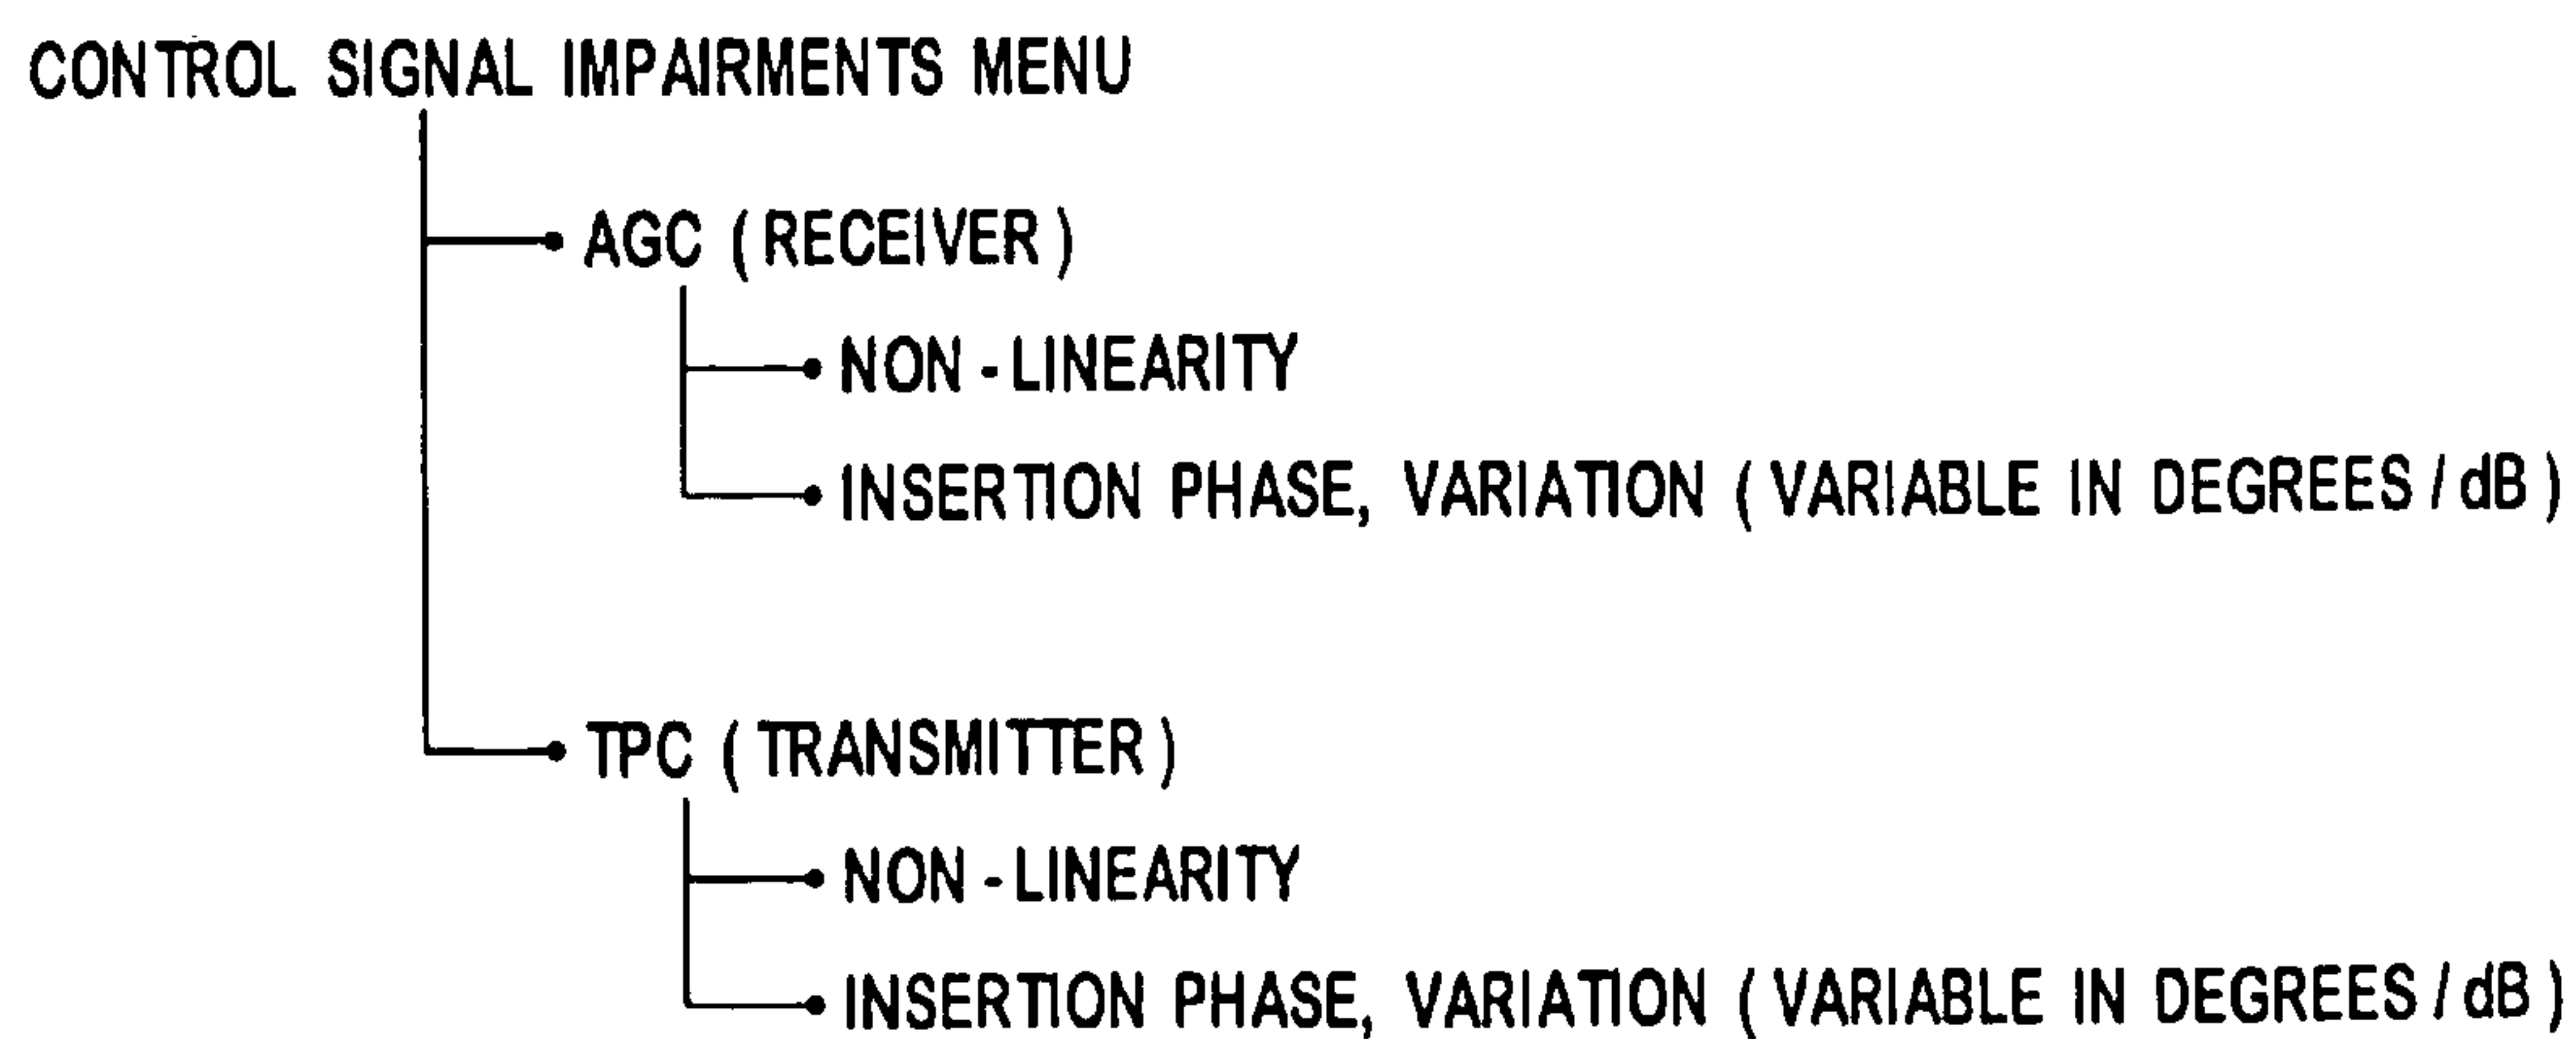 CONTROL SIGNAL IMPAIRMENTS MENU
AGC (RECEIVER)
NON-LINEARITY
INSERTION PHASE, VARIATION (VARIABLE IN DEGREES/dB)
TPC (TRANSMITTER)
NON-LINEARITY
INSERTION PHASE, VARIATION (VARIABLE IN DEGREES/dB)